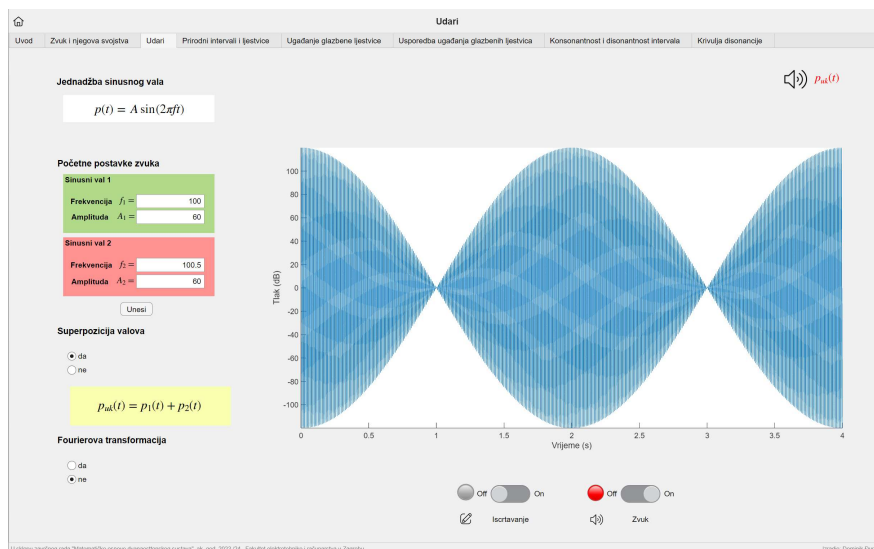 Udari
Uvod Zvuk i njegova svojstva Udari Prirodni intervali i ljestvice Ugađanje glazbene ljestvice Usporedba ugađanja glazbenih ljestvica Konsonantnost i disonantnost intervala Krivulja disonancije
Jednadžba sinusnog vala
p(t) = A sin(2πft)
p_uk(t)
Početne postavke zvuka
Sinusni val 1
Frekvencija f₁ = 100
Amplituda A₁ = 60
Sinusni val 2
Frekvencija f₂ = 100.5
Amplituda A₂ = 60
Unesi
Superpozicija valova
da
ne
p_uk(t) = p₁(t) + p₂(t)
Fourierova transformacija
da
ne
Tlak (dB)
100
80
60
40
20
0
-20
-40
-60
-80
-100
0 0.5 1 1.5 2 2.5 3 3.5 4
Vrijeme (s)
Off On Off On
Iscrtavanje Zvuk